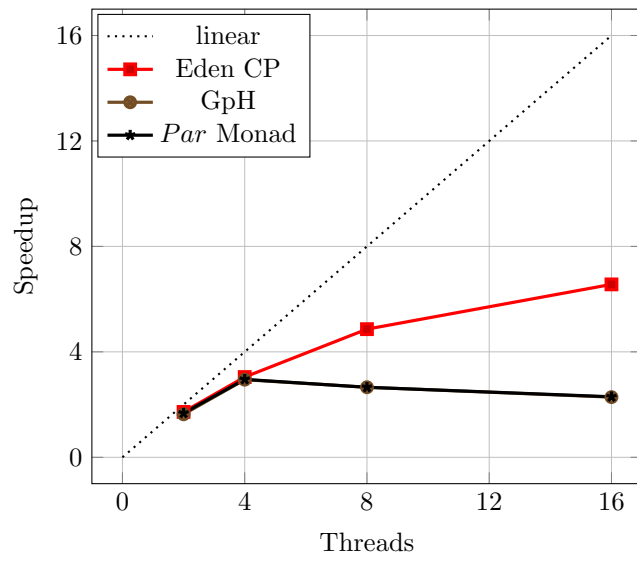 16
12
8
4
0
Speedup
linear
Eden CP
GpH
Par Monad
0 4 8 12 16
Threads